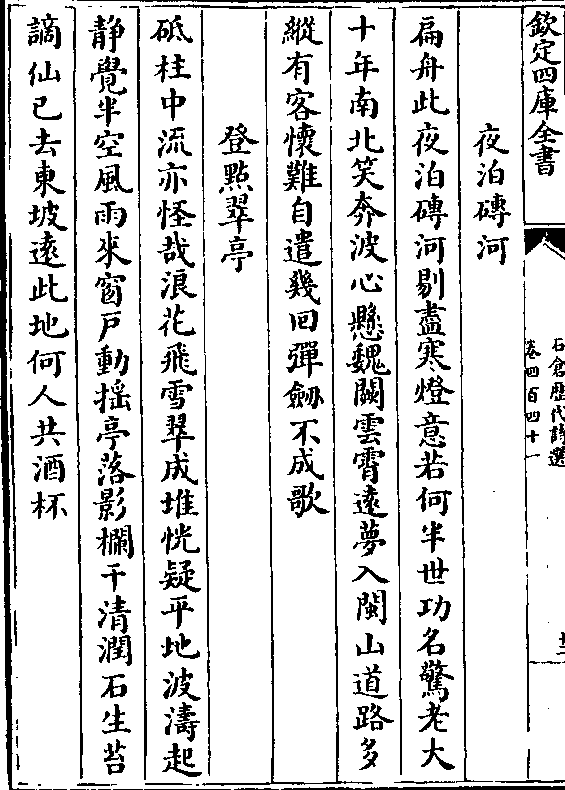 欽定四庫全書
石倉歴代詩選
卷四百四十一
夜泊磚河
扁舟此夜泊磚河剔盡寒燈意若何半世功名驚老大
十年南北笑奔波心懸魏闕雲霄遠夢入閩山道路多
縱有客懷難自遣幾回彈劍不成歌
登點翠亭
砥柱中流亦怪哉浪花飛雪翠成堆恍疑平地波濤起
静覺半空風雨來窗戸動揺亭落影欄干清潤石生苔
謫仙已去東坡逺此地何人共酒杯